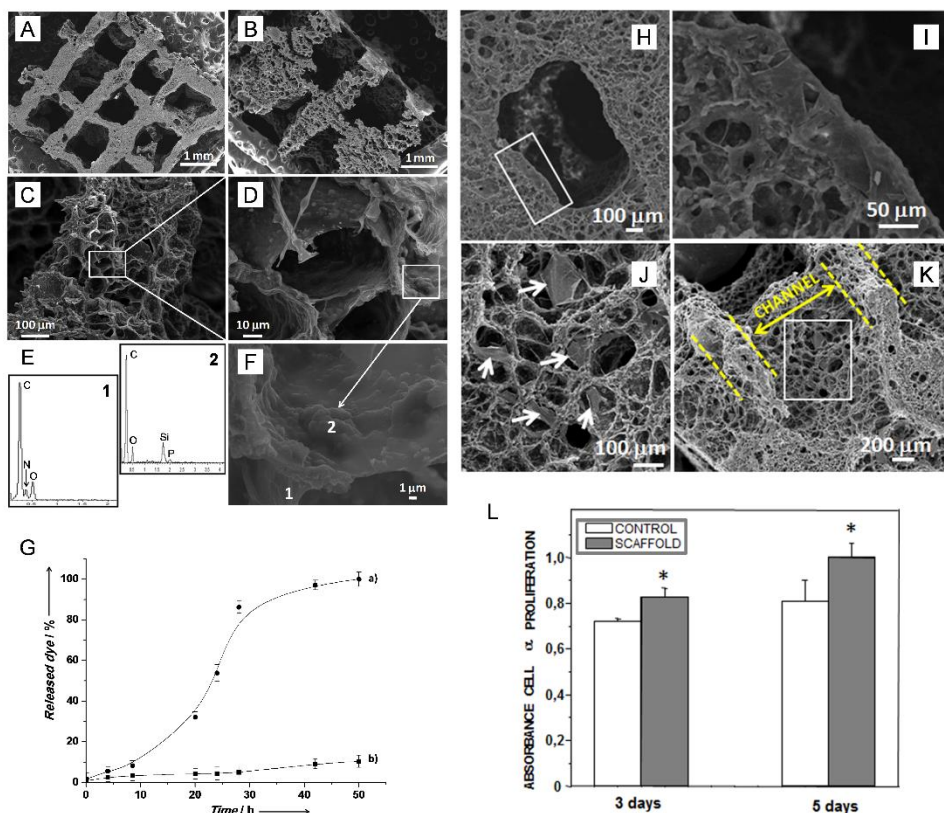 A
1 mm
B
1 mm
C
100 µm
D
10 µm
E
C
N
O
1
C
O
Si
P
2
F
2
1
1 µm
G
Released dye / %
100
80
60
40
20
0
a)
b)
0 10 20 30 40 50
Time / h
H
100 µm
I
50 µm
J
100 µm
K
CHANNEL
200 µm
L
CONTROL
SCAFFOLD
ABSORBANCE CELL α PROLIFERATION
1,0
0,8
0,6
0,4
0,2
0,0
*
*
3 days
5 days